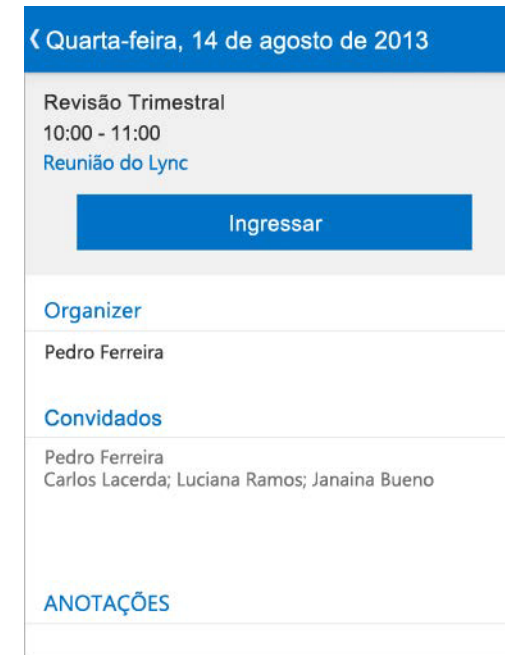 Quarta-feira, 14 de agosto de 2013
Revisão Trimestral
10:00 - 11:00
Reunião do Lync
Ingressar
Organizer
Pedro Ferreira
Convidados
Pedro Ferreira
Carlos Lacerda; Luciana Ramos; Janaina Bueno
ANOTAÇÕES